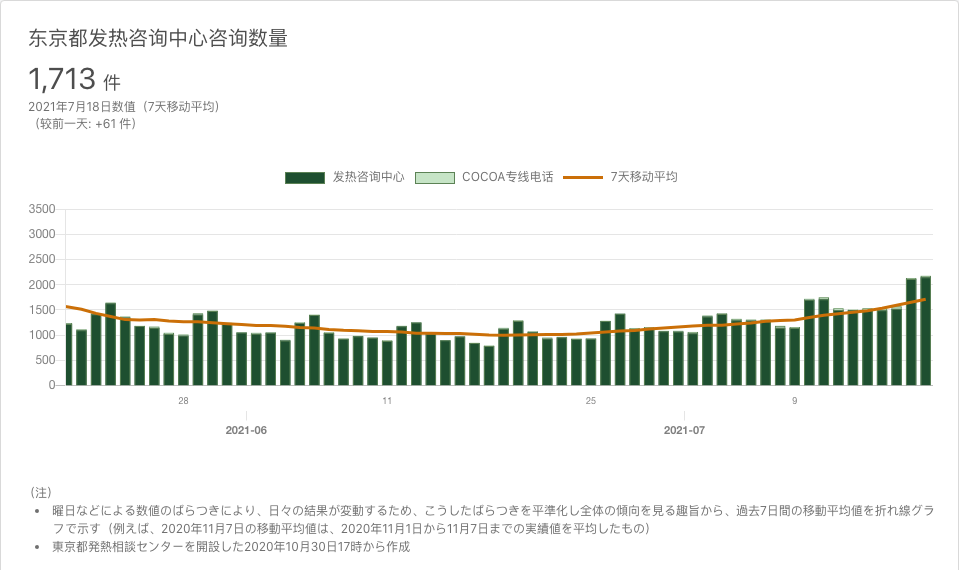 东京都发热咨询中心咨询数量
1,713 件
2021年7月18日数值（7天移动平均）
（较前一天: +61 件）
发热咨询中心 COCOA专线电话 7天移动平均
3500
3000
2500
2000
1500
1000
500
0
28 11 25 9
2021-06 2021-07
（注）
• 曜日などによる数値のばらつきにより、日々の結果が変動するため、こうしたばらつきを平準化し全体の傾向を見る趣旨から、過去7日間の移動平均値を折れ線グラ
フで示す（例えば、2020年11月7日の移動平均値は、2020年11月1日から11月7日までの実績値を平均したもの）
• 東京都発熱相談センターを開設した2020年10月30日17時から作成